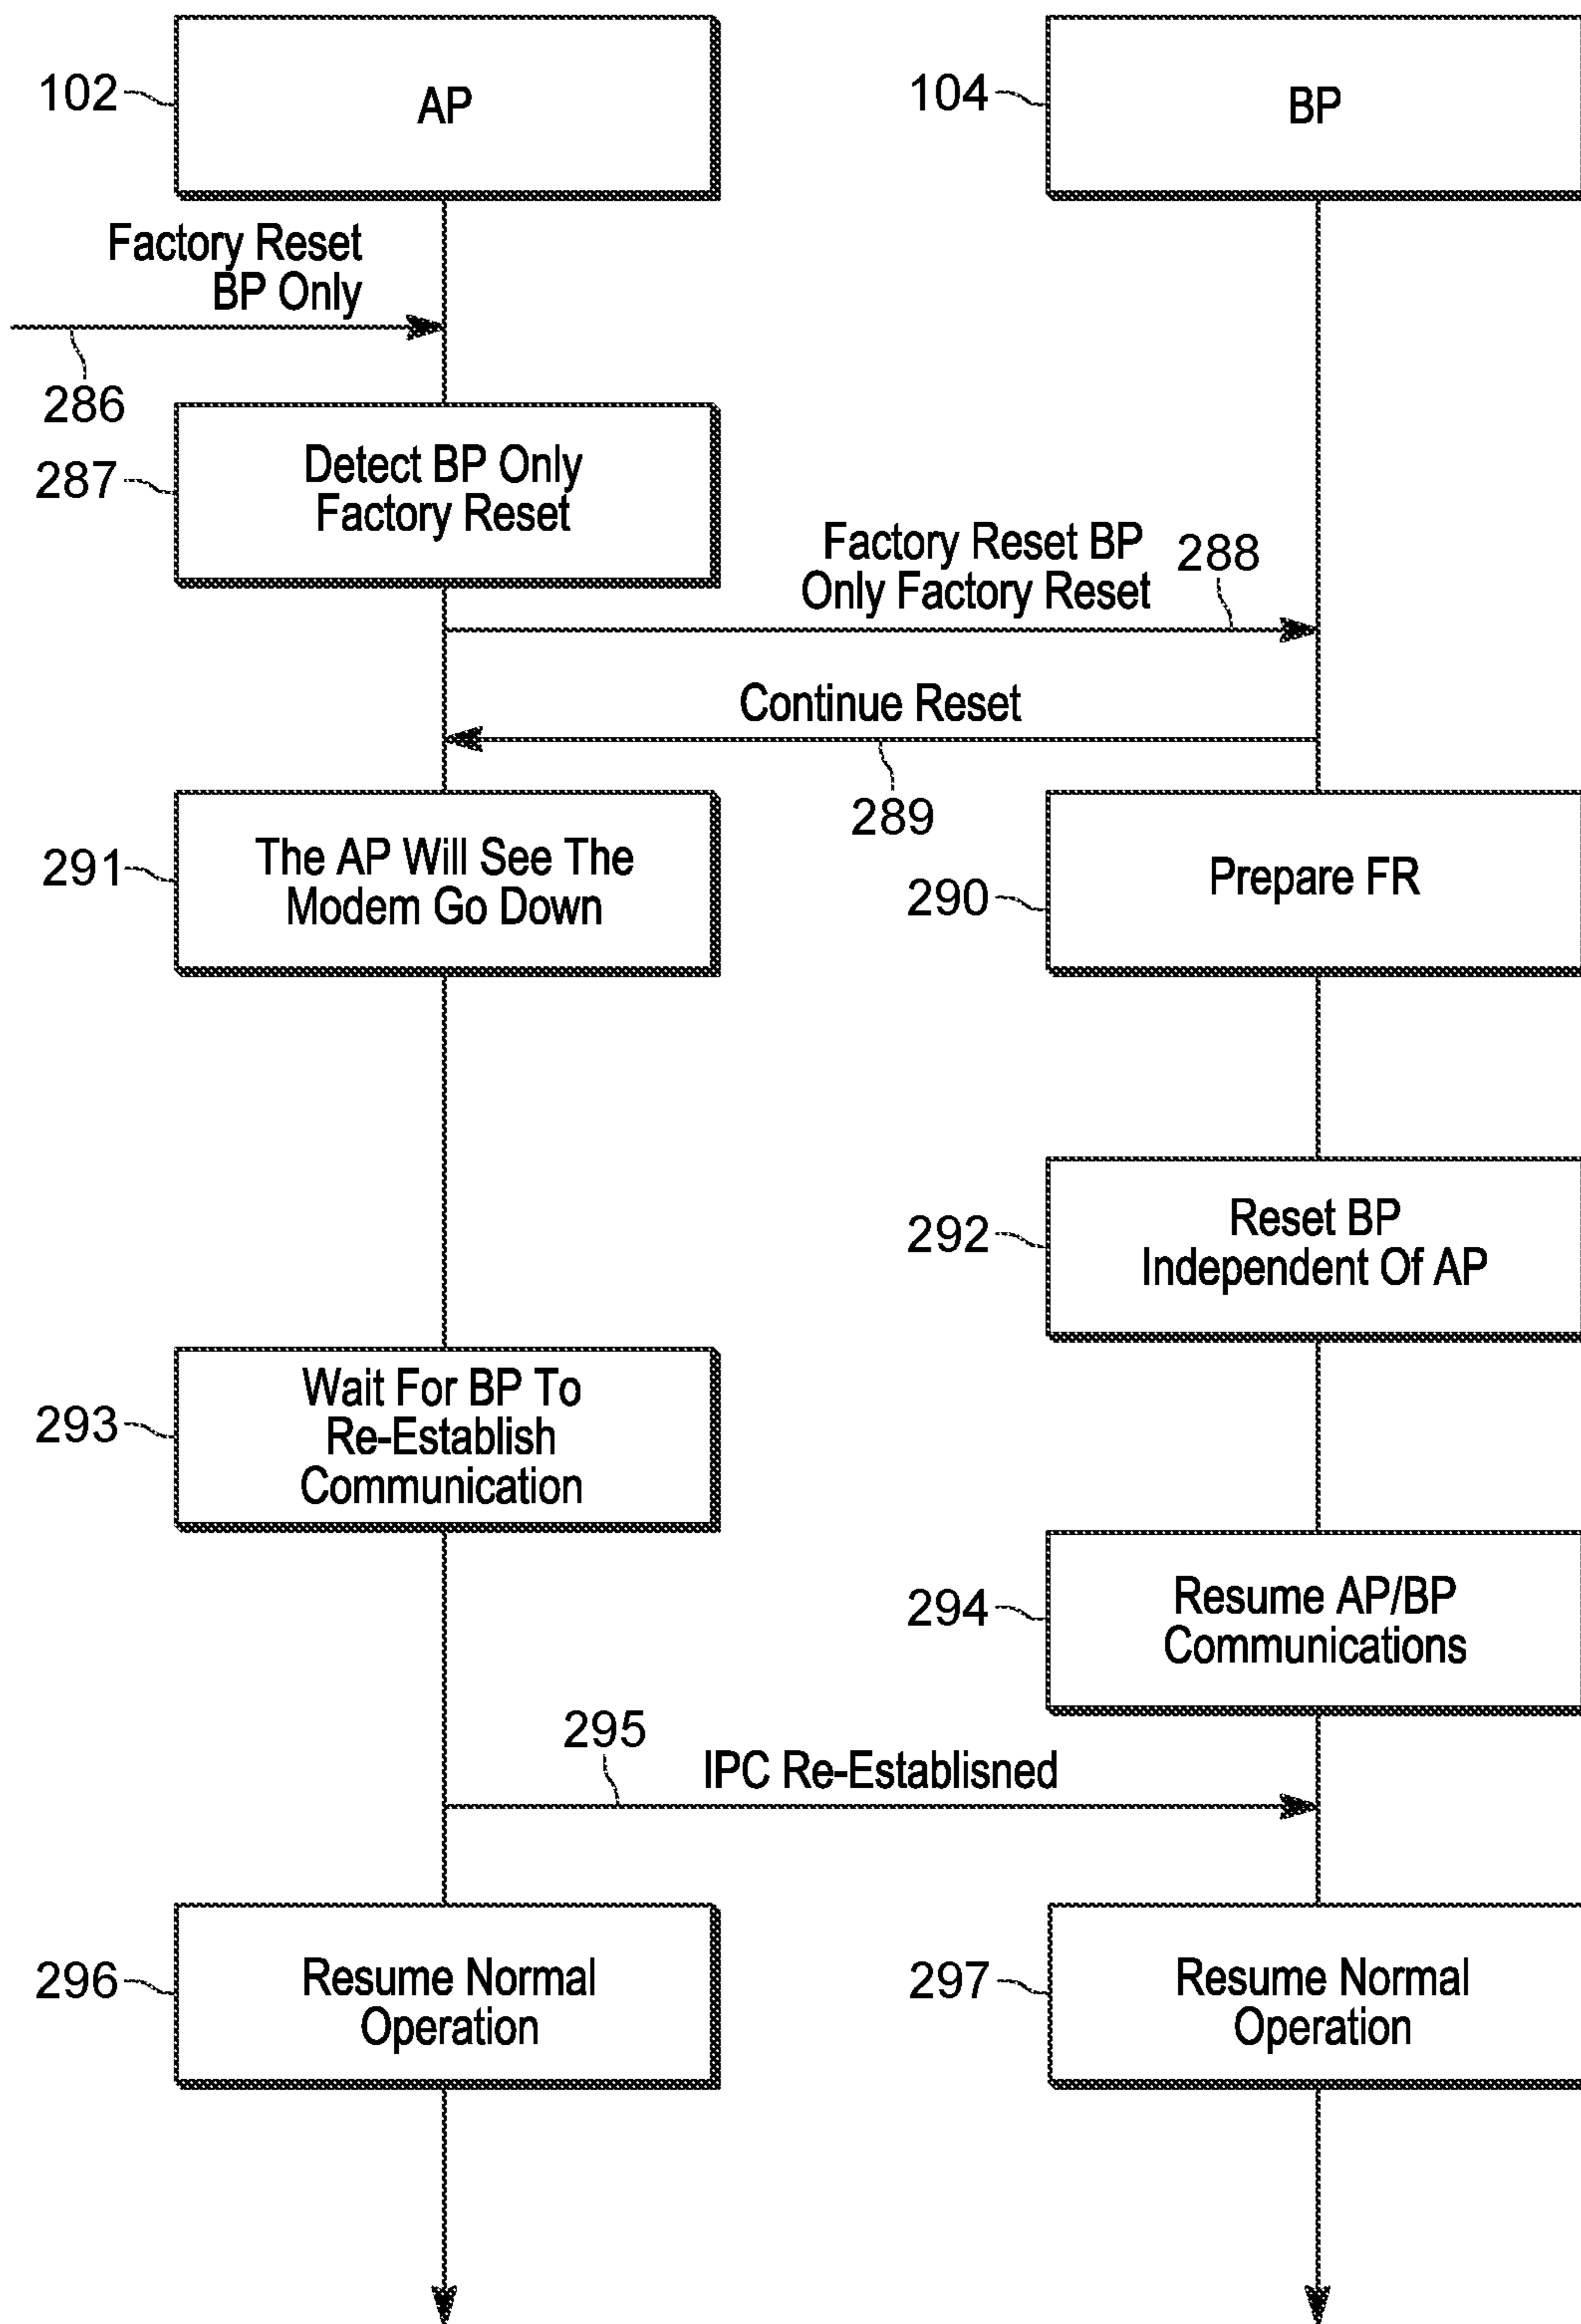 102
AP
104
BP
Factory Reset
BP Only
286
287
Detect BP Only
Factory Reset
Factory Reset BP
Only Factory Reset
288
Continue Reset
289
291
The AP Will See The
Modem Go Down
290
Prepare FR
292
Reset BP
Independent Of AP
293
Wait For BP To
Re-Establish
Communication
294
Resume AP/BP
Communications
295
IPC Re-Establisned
296
Resume Normal
Operation
297
Resume Normal
Operation